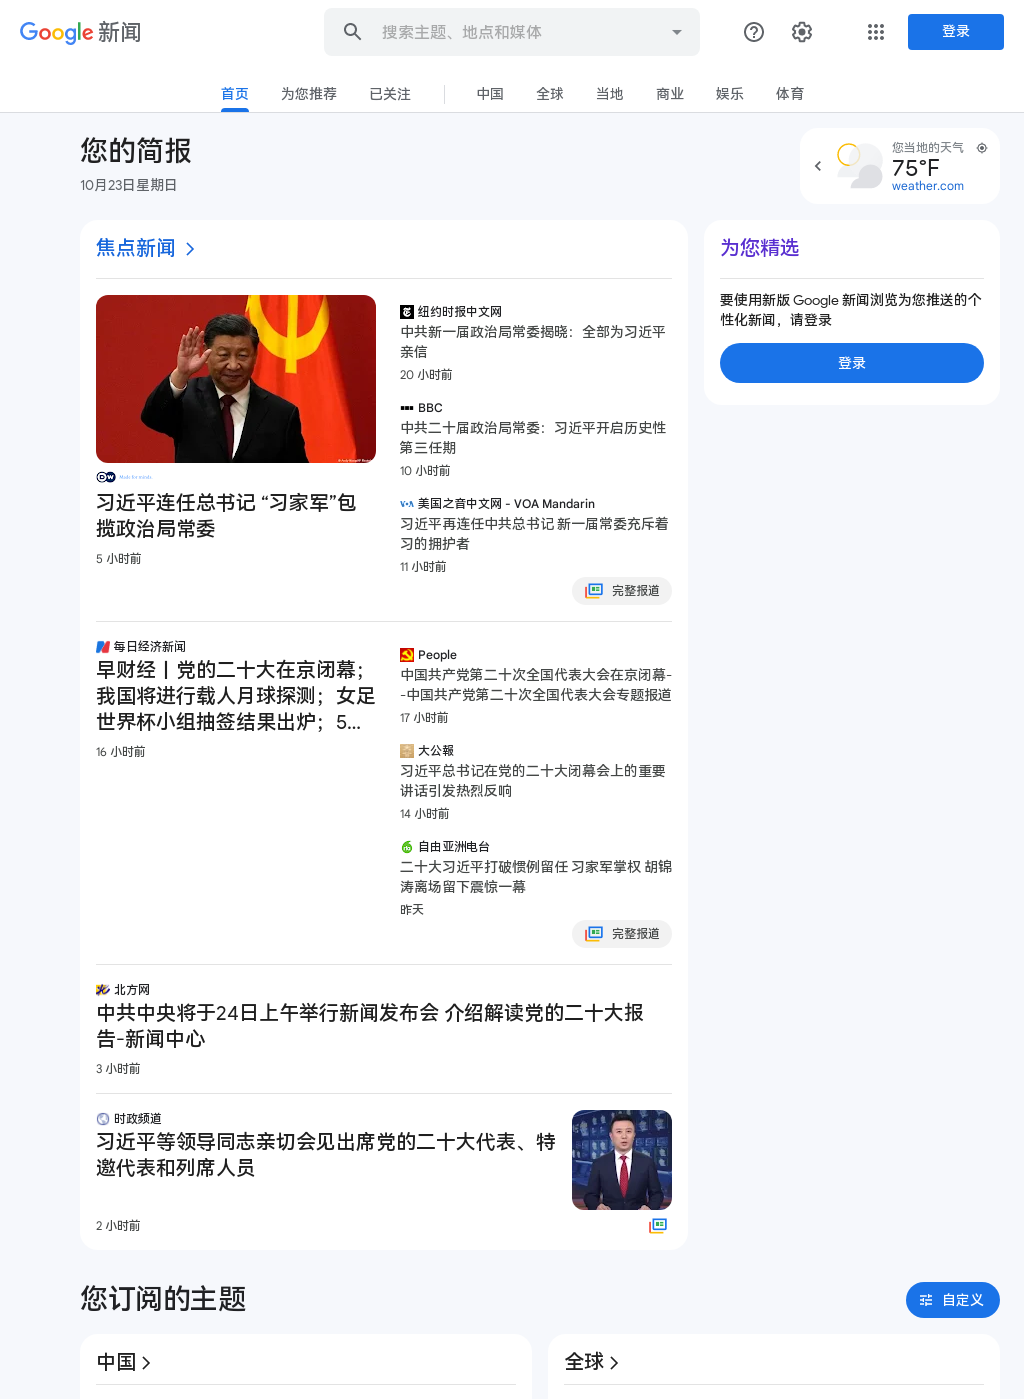 Google 新闻
搜索主题、地点和媒体
登录
首页
为您推荐
已关注
中国
全球
当地
商业
娱乐
体育
您的简报
10月23日星期日
您当地的天气
75°F
weather.com
焦点新闻
习近平连任总书记 “习家军”包
揽政治局常委
5 小时前
纽约时报中文网
中共新一届政治局常委揭晓：全部为习近平
亲信
20 小时前
BBC
中共二十届政治局常委：习近平开启历史性
第三任期
10 小时前
美国之音中文网 - VOA Mandarin
习近平再连任中共总书记 新一届常委充斥着
习的拥护者
11 小时前
完整报道
为您精选
要使用新版 Google 新闻浏览为您推送的个
性化新闻，请登录
登录
每日经济新闻
早财经丨党的二十大在京闭幕；
我国将进行载人月球探测；女足
世界杯小组抽签结果出炉；5...
16 小时前
People
中国共产党第二十次全国代表大会在京闭幕-
-中国共产党第二十次全国代表大会专题报道
17 小时前
大公報
习近平总书记在党的二十大闭幕会上的重要
讲话引发热烈反响
14 小时前
自由亚洲电台
二十大习近平打破惯例留任 习家军掌权 胡锦
涛离场留下震惊一幕
昨天
完整报道
北方网
中共中央将于24日上午举行新闻发布会 介绍解读党的二十大报
告-新闻中心
3 小时前
时政频道
习近平等领导同志亲切会见出席党的二十大代表、特
邀代表和列席人员
2 小时前
您订阅的主题
自定义
中国
全球